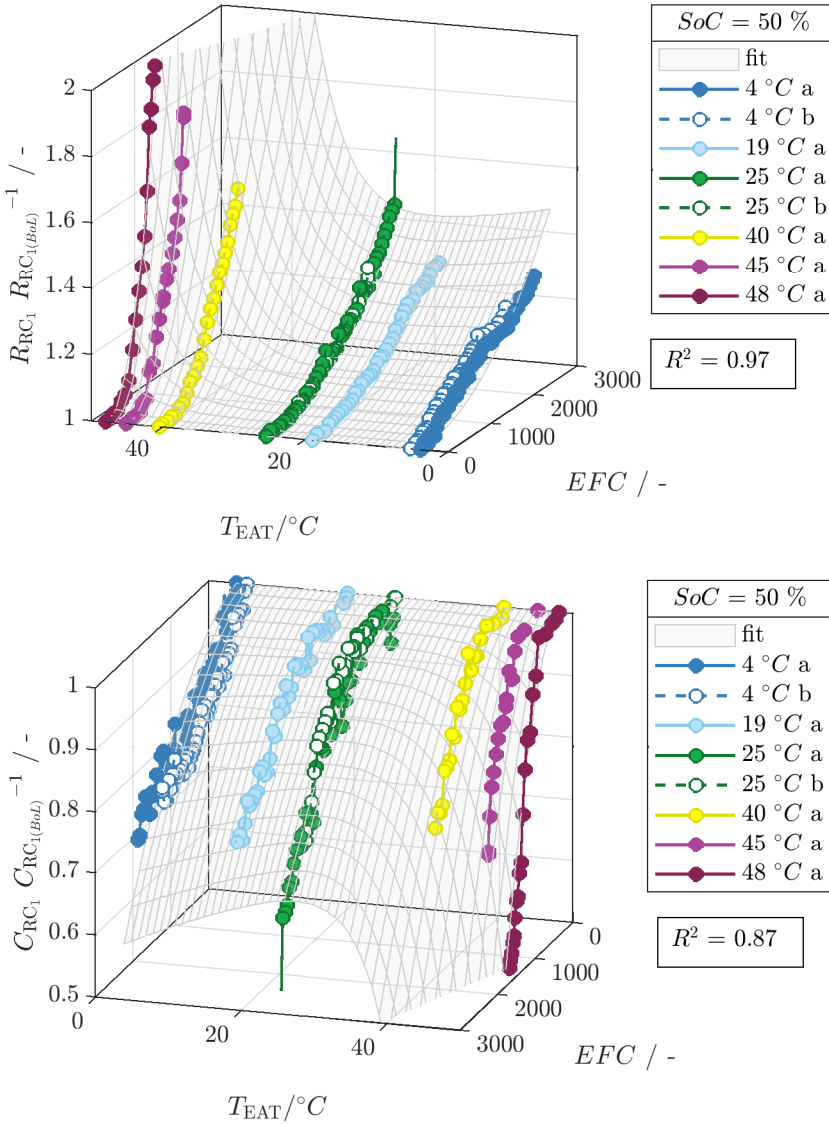 SoC = 50 %
fit
4 °C a
4 °C b
19 °C a
25 °C a
25 °C b
40 °C a
45 °C a
48 °C a
R² = 0.97
R_RC₁ R_RC₁(BoL)⁻¹ / -
2
1.8
1.6
1.4
1.2
1
40
20
0
0
1000
2000
3000
EFC / -
T_EAT/°C
SoC = 50 %
fit
4 °C a
4 °C b
19 °C a
25 °C a
25 °C b
40 °C a
45 °C a
48 °C a
R² = 0.87
C_RC₁ C_RC₁(BoL)⁻¹ / -
1
0.9
0.8
0.7
0.6
0.5
0
20
40
0
1000
2000
3000
EFC / -
T_EAT/°C